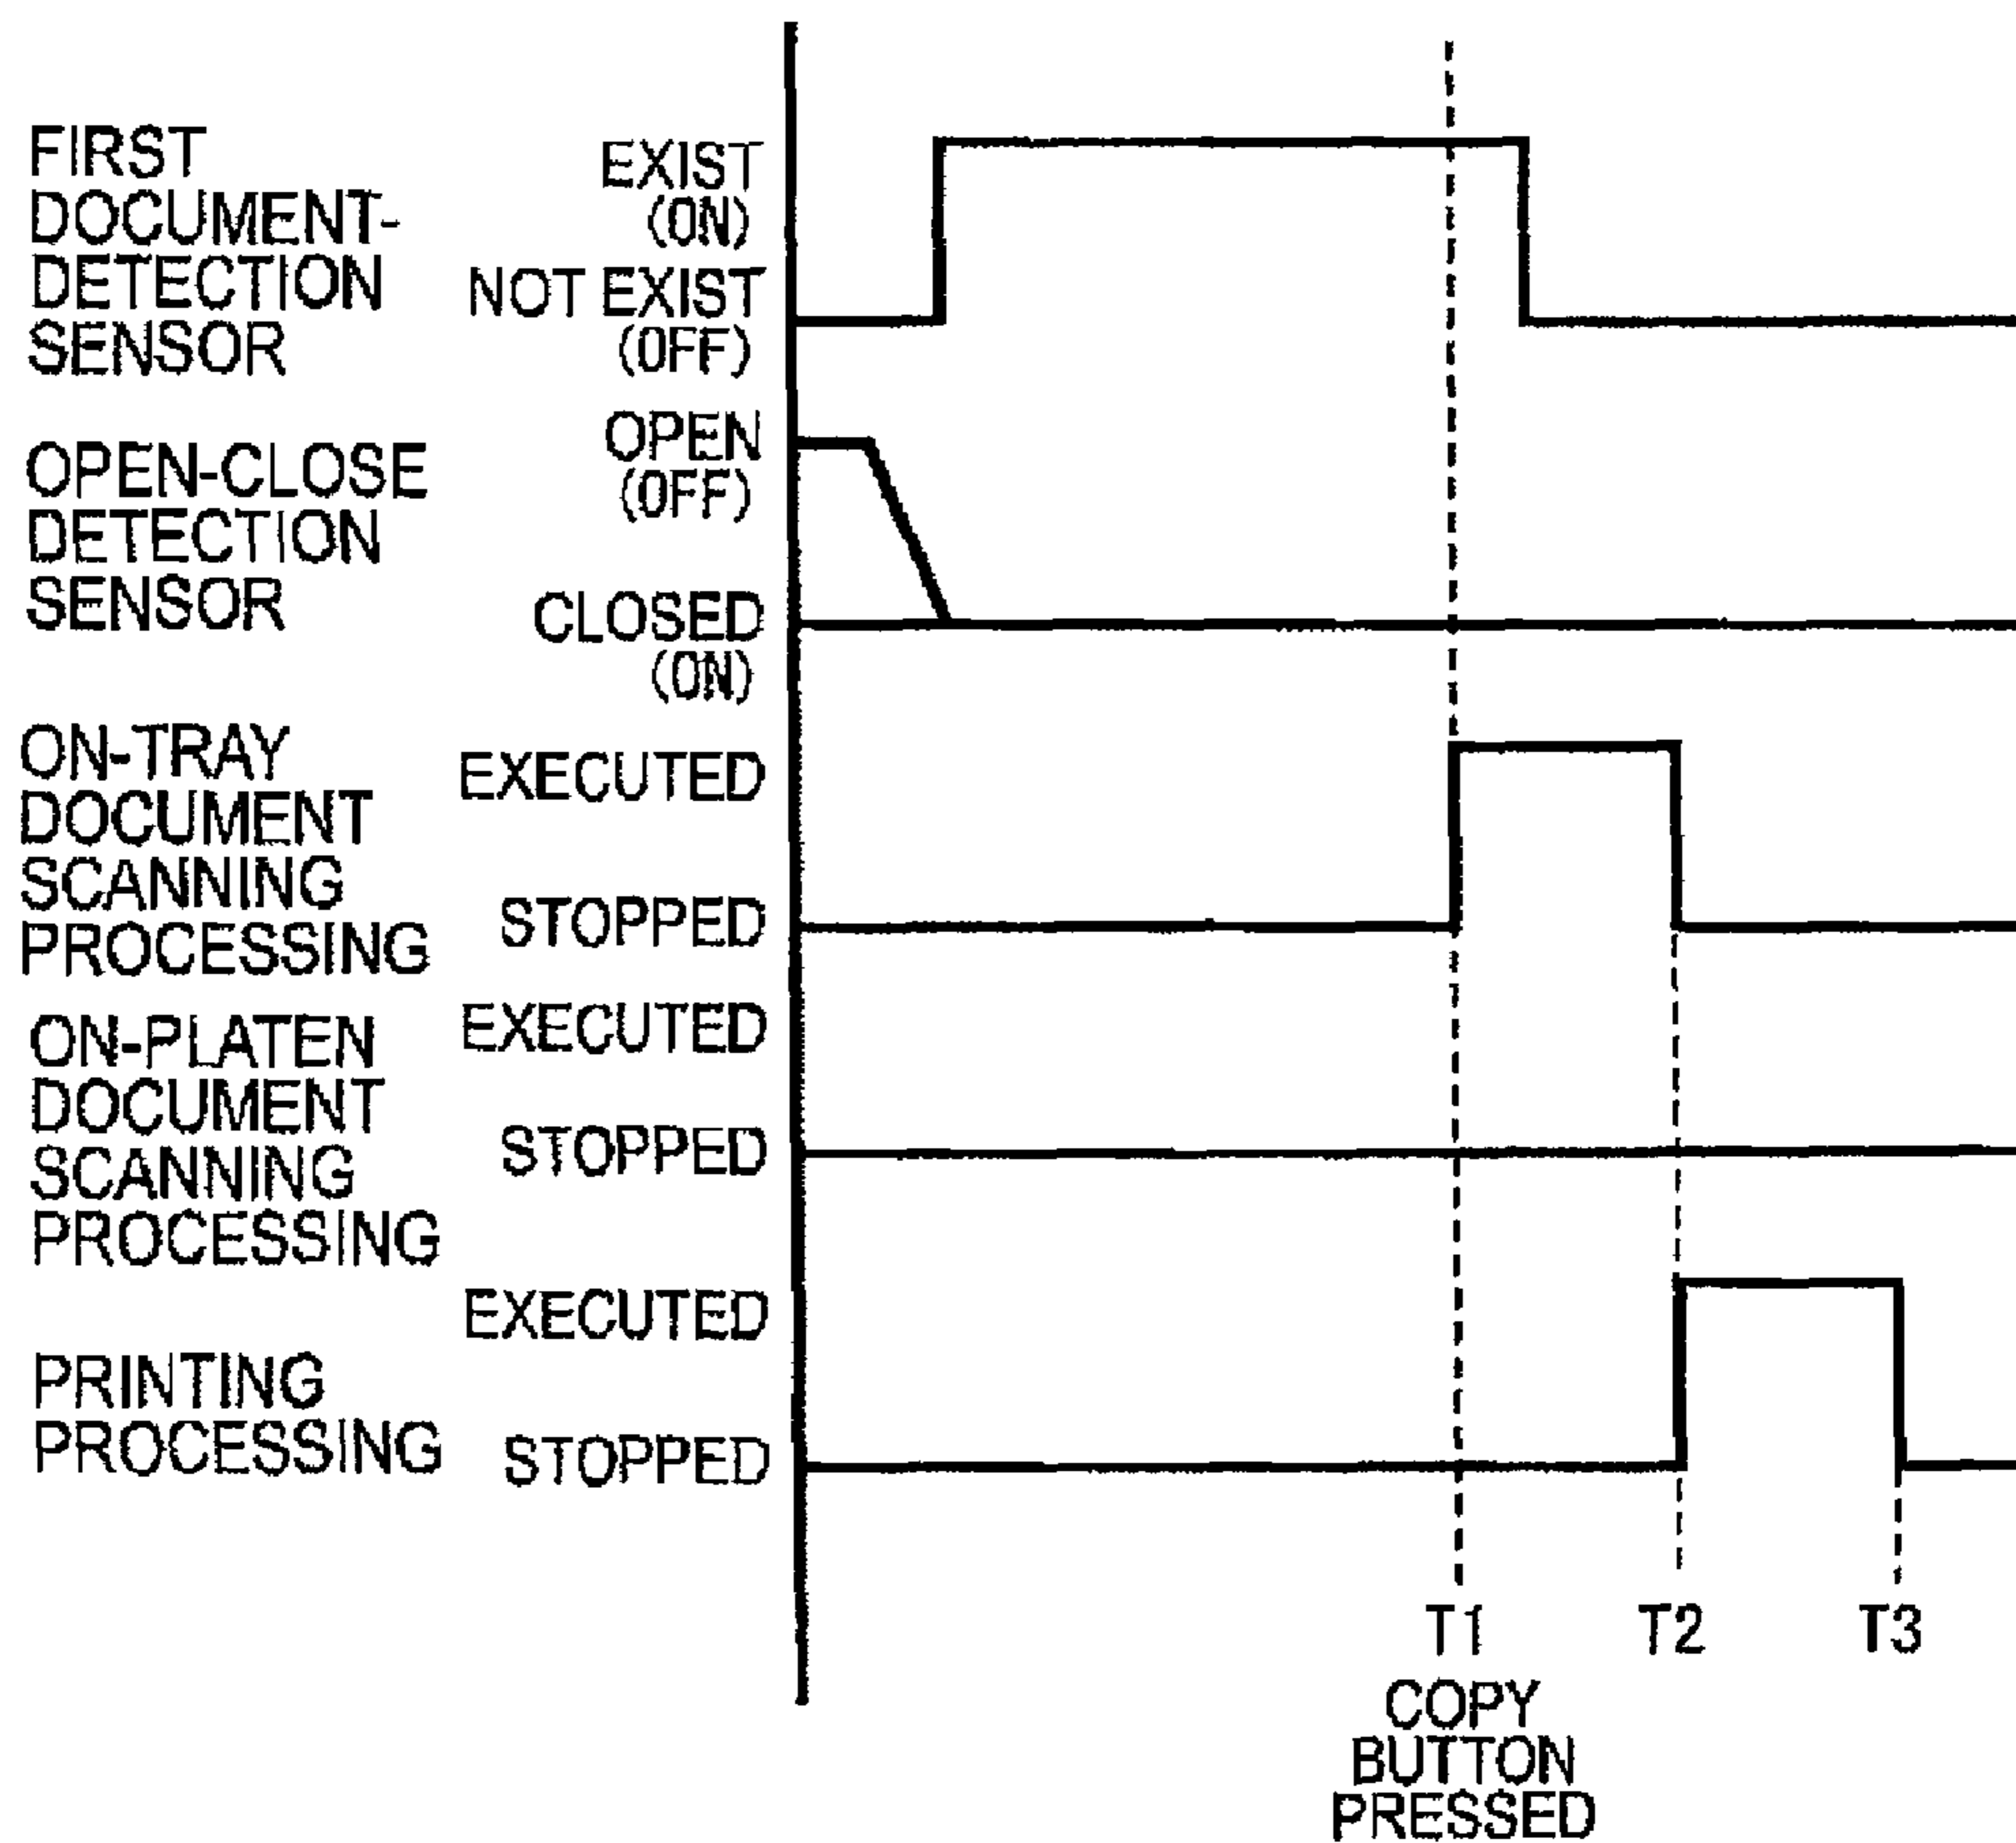 FIRST
DOCUMENT-
DETECTION
SENSOR
EXIST
(ON)
NOT EXIST
(OFF)
OPEN-CLOSE
DETECTION
SENSOR
OPEN
(OFF)
CLOSED
(ON)
ON-TRAY
DOCUMENT
SCANNING
PROCESSING
EXECUTED
STOPPED
ON-PLATEN
DOCUMENT
SCANNING
PROCESSING
EXECUTED
STOPPED
PRINTING
PROCESSING
EXECUTED
STOPPED
T1
COPY
BUTTON
PRESSED
T2
T3